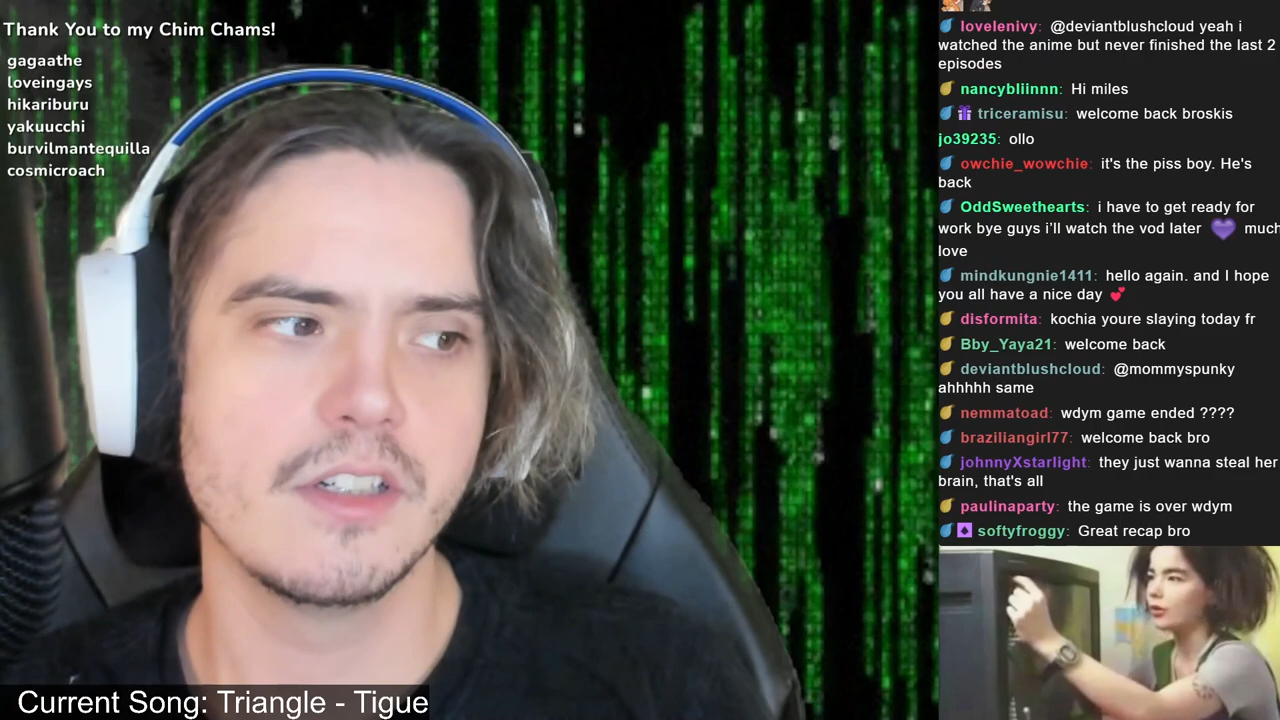 Thank You to my Chim Chams!
gagaathe
loveingays
hikariburu
yakuucchi
burvilmantequilla
cosmicroach
lovelenivy: @deviantblushcloud yeah i
watched the anime but never finished the last 2
episodes
nancybliinnn: Hi miles
triceramisu: welcome back broskis
jo39235: ollo
owchie_wowchie: it's the piss boy. He's
back
OddSweethearts: i have to get ready for
work bye guys i'll watch the vod later 💜 much
love
mindkungnie1411: hello again. and I hope
you all have a nice day 💕
disformita: kochia youre slaying today fr
Bby_Yaya21: welcome back
deviantblushcloud: @mommyspunky
ahhhhh same
nemmatoad: wdym game ended ????
braziliangirl77: welcome back bro
johnnyXstarlight: they just wanna steal her
brain, that's all
paulinaparty: the game is over wdym
softyfroggy: Great recap bro
Current Song: Triangle - Tigue